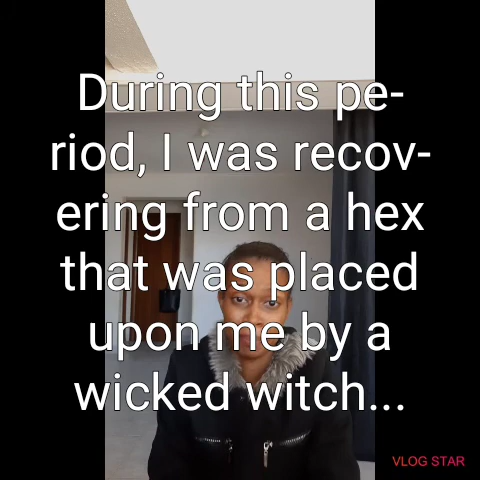 During this pe-
riod, I was recov-
ering from a hex
that was placed
upon me by a
wicked witch...
VLOG STAR